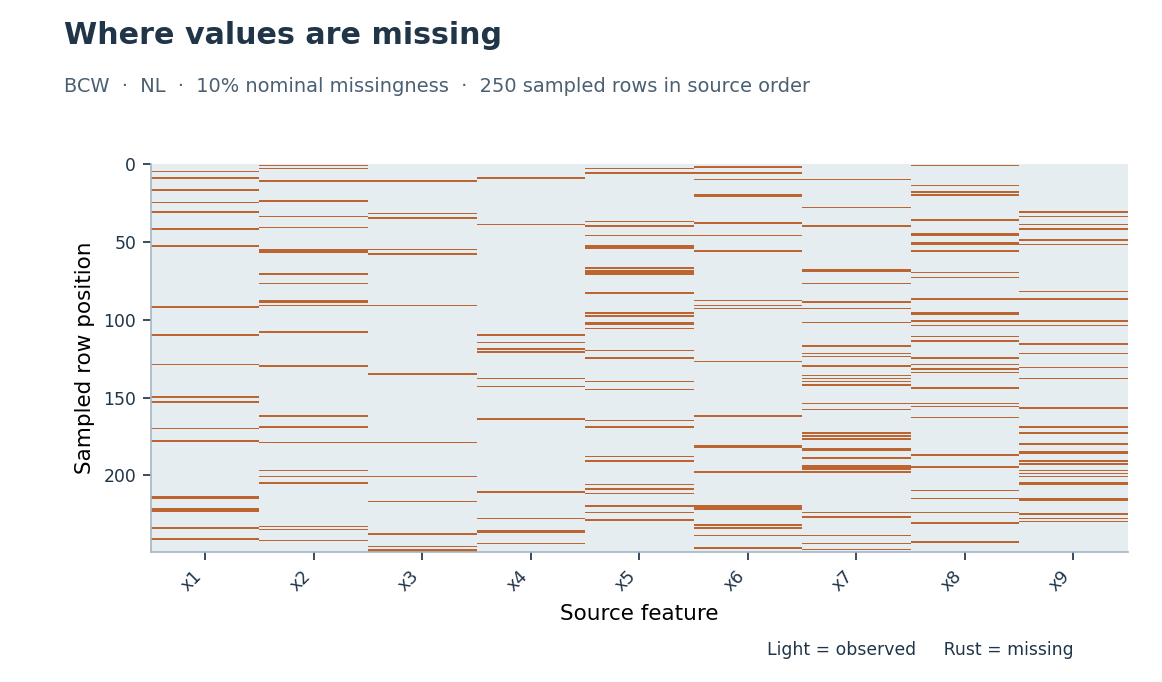 Where values are missing
BCW · NL · 10% nominal missingness · 250 sampled rows in source order
0
50
100
150
200
Sampled row position
x1 x2 x3 x4 x5 x6 x7 x8 x9
Source feature
Light = observed Rust = missing